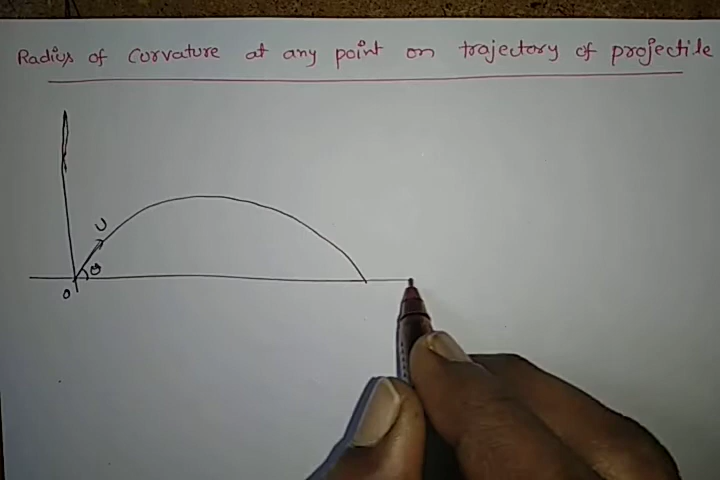 Radius of Curvature at any point on trajectory of projectile
U
θ
O